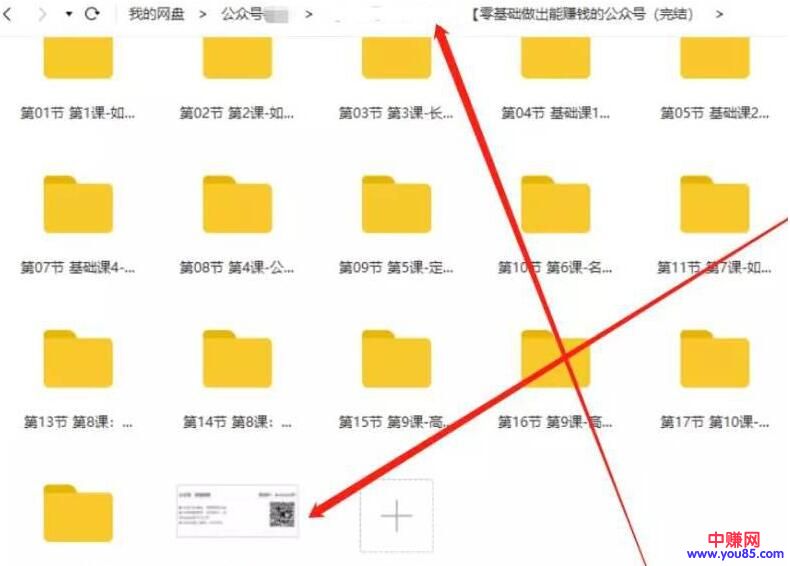 我的网盘 > 公众号 > > 【零基础做出能赚钱的公众号（完结） >
第01节 第1课-如... 第02节 第2课-如... 第03节 第3课-长... 第04节 基础课1... 第05节 基础课2...
第07节 基础课4-... 第08节 第4课-公... 第09节 第5课-定... 第10节 第6课-名... 第11节 第7课-如...
第13节 第8课：... 第14节 第8课：... 第15节 第9课-高... 第16节 第9课-高... 第17节 第10课-...
中赚网
www.you85.com